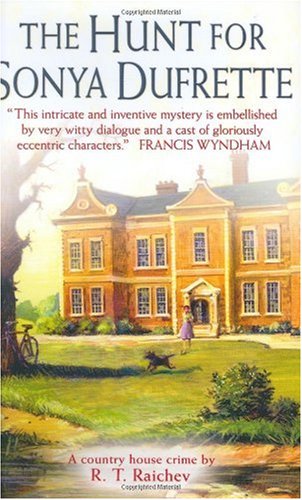 THE HUNT FOR
SONYA DUFRETTE
"This intricate and inventive mystery is embellished
by very witty dialogue and a cast of gloriously
eccentric characters." FRANCIS WYNDHAM
A country house crime by
R. T. Raichev